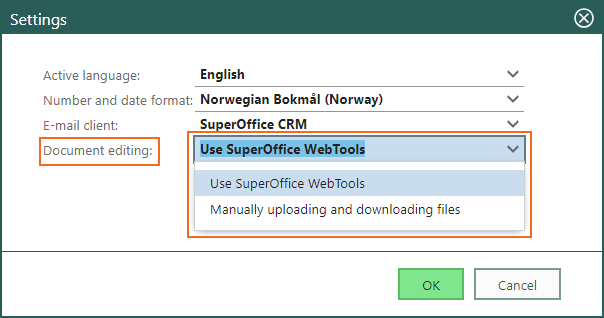 Settings
Active language: English
Number and date format: Norwegian Bokmål (Norway)
E-mail client: SuperOffice CRM
Document editing: Use SuperOffice WebTools
Use SuperOffice WebTools
Manually uploading and downloading files
OK Cancel